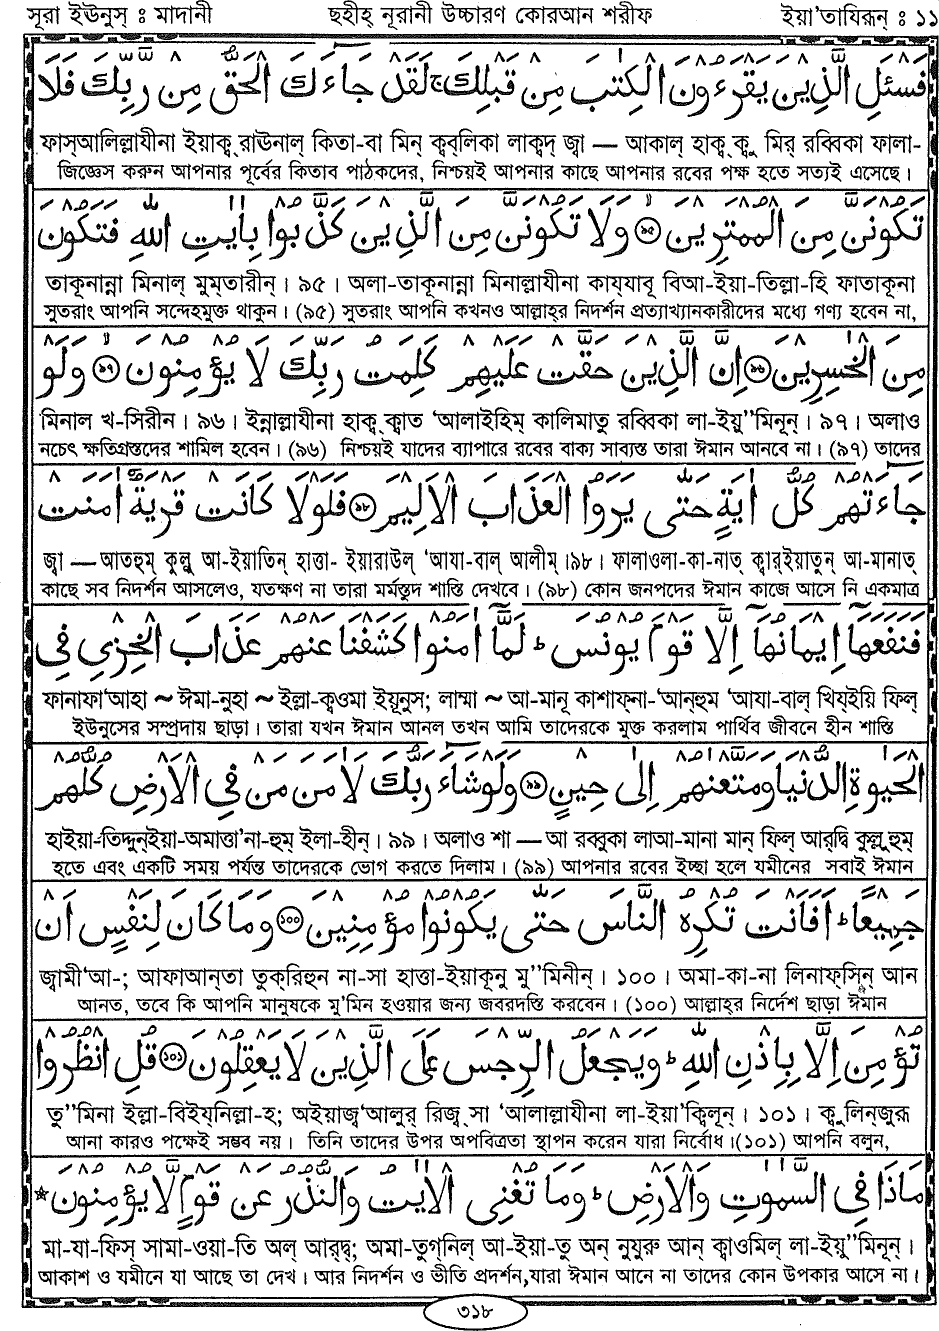 সূরা ইউনুস্ ঃ মাদানী ছহীহ্ নূরানী উচ্চারণ কোরআন শরীফ ইয়া'তাযিরূন্ ঃ ১১
فَسْئَلِ الَّذِيْنَ يَقْرَءُوْنَ الْكِتٰبَ مِنْ قَبْلِكَ ۚ لَقَدْ جَآءَكَ الْحَقُّ مِنْ رَّبِّكَ فَلَا
ফাস্আলিল্লাযীনা ইয়াক্ব্ রাঊনাল্ কিতা-বা মিন্ ক্বব্লিকা লাক্বদ্ জ্বা — আকাল্ হাক্ব্ ক্বু মির্ রব্বিকা ফালা-
জিজ্ঞেস করুন আপনার পূর্বের কিতাব পাঠকদের, নিশ্চয়ই আপনার কাছে আপনার রবের পক্ষ হতে সত্যই এসেছে।
تَكُوْنَنَّ مِنَ الْمُمْتَرِيْنَ ۙ ৯৫ وَلَا تَكُوْنَنَّ مِنَ الَّذِيْنَ كَذَّبُوْا بِاٰيٰتِ اللّٰهِ فَتَكُوْنَ
তাকূনান্না মিনাল্ মুম্তারীন্। ৯৫। অলা-তাকূনান্না মিনাল্লাযীনা কায্যাবূ বিআ-ইয়া-তিল্লা-হি ফাতাকূনা
সুতরাং আপনি সন্দেহমুক্ত থাকুন। (৯৫) সুতরাং আপনি কখনও আল্লাহ্র নিদর্শন প্রত্যাখ্যানকারীদের মধ্যে গণ্য হবেন না,
مِنَ الْخٰسِرِيْنَ ৯৬ اِنَّ الَّذِيْنَ حَقَّتْ عَلَيْهِمْ كَلِمَتُ رَبِّكَ لَا يُؤْمِنُوْنَ ۙ ৯৭ وَلَوْ
মিনাল খ-সিরীন। ৯৬। ইন্নাল্লাযীনা হাক্ব্ ক্বাত্ 'আলাইহিম্ কালিমাতু রব্বিকা লা-ইয়ু"মিনূন্। ৯৭। অলাও
নচেৎ ক্ষতিগ্রস্তদের শামিল হবেন। (৯৬) নিশ্চয়ই যাদের ব্যাপারে রবের বাক্য সাব্যস্ত তারা ঈমান আনবে না। (৯৭) তাদের
جَآءَتْهُمْ كُلُّ اٰيَةٍ حَتّٰى يَرَوُا الْعَذَابَ الْاَلِيْمَ ৯৮ فَلَوْلَا كَانَتْ قَرْيَةٌ اٰمَنَتْ
জ্বা — আতহুম্ কুল্লু আ-ইয়াতিন্ হাত্তা- ইয়ারাউল্ 'আযা-বাল্ আলীম্।৯৮। ফালাওলা-কা-নাত্ ক্বার্ইয়াতুন্ আ-মানাত্
কাছে সব নিদর্শন আসলেও, যতক্ষণ না তারা মর্মন্তুদ শাস্তি দেখবে। (৯৮) কোন জনপদের ঈমান কাজে আসে নি একমাত্র
فَنَفَعَهَآ اِيْمَانُهَآ اِلَّا قَوْمَ يُوْنُسَ ؕ لَمَّآ اٰمَنُوْا كَشَفْنَا عَنْهُمْ عَذَابَ الْخِزْىِ فِى
ফানাফা'আহা ~ ঈমা-নুহা ~ ইল্লা-ক্বওমা ইয়ূনুস; লাম্মা ~ আ-মানূ কাশাফ্না-'আন্হুম 'আযা-বাল্ খিয্ইয়ি ফিল্
ইউনুসের সম্প্রদায় ছাড়া। তারা যখন ঈমান আনল তখন আমি তাদেরকে মুক্ত করলাম পার্থিব জীবনে হীন শাস্তি
الْحَيٰوةِ الدُّنْيَا وَمَتَّعْنٰهُمْ اِلٰى حِيْنٍ ৯৯ وَلَوْ شَآءَ رَبُّكَ لَاٰمَنَ مَنْ فِى الْاَرْضِ كُلُّهُمْ
হাইয়া-তিদ্দুন্ইয়া-অমাত্তা'না-হুম্ ইলা-হীন্। ৯৯। অলাও শা — আ রব্বুকা লাআ-মানা মান্ ফিল্ আর্দ্বি কুল্লুহুম্
হতে এবং একটি সময় পর্যন্ত তাদেরকে ভোগ করতে দিলাম। (৯৯) আপনার রবের ইচ্ছা হলে যমীনের সবাই ঈমান
جَمِيْعًا ؕ اَفَاَنْتَ تُكْرِهُ النَّاسَ حَتّٰى يَكُوْنُوْا مُؤْمِنِيْنَ ১০০ وَمَا كَانَ لِنَفْسٍ اَنْ
জ্বামী'আ-; আফাআন্তা তুক্রিহুন্ না-সা হাত্তা-ইয়াকূনূ মু"মিনীন্। ১০০। অমা-কা-না লিনাফ্সিন্ আন
আনত, তবে কি আপনি মানুষকে মু'মিন হওয়ার জন্য জবরদস্তি করবেন। (১০০) আল্লাহ্র নির্দেশ ছাড়া ঈমান
تُؤْمِنَ اِلَّا بِاِذْنِ اللّٰهِ ؕ وَيَجْعَلُ الرِّجْسَ عَلَى الَّذِيْنَ لَا يَعْقِلُوْنَ ১০১ قُلِ انْظُرُوْا
তু"মিনা ইল্লা-বিইয্নিল্লা-হ; অইয়াজ্ব'আলুর্ রিজ্ব্ সা 'আলাল্লাযীনা লা-ইয়া'ক্বিলূন্। ১০১। ক্বুলিন্জুরূ
আনা কারও পক্ষেই সম্ভব নয়। তিনি তাদের উপর অপবিত্রতা স্থাপন করেন যারা নির্বোধ।(১০১) আপনি বলুন,
مَاذَا فِى السَّمٰوٰتِ وَالْاَرْضِ ؕ وَمَا تُغْنِى الْاٰيٰتُ وَالنُّذُرُ عَنْ قَوْمٍ لَّا يُؤْمِنُوْنَ *
মা-যা-ফিস্ সামা-ওয়া-তি অল্ আর্দ্ব; অমা-তুগ্নিল্ আ-ইয়া-তু অন্ নুযুরু আন্ ক্বাওমিল্ লা-ইয়ু"মিনূন্।
আকাশ ও যমীনে যা আছে তা দেখ। আর নিদর্শন ও ভীতি প্রদর্শন,যারা ঈমান আনে না তাদের কোন উপকার আসে না।
৩১৮